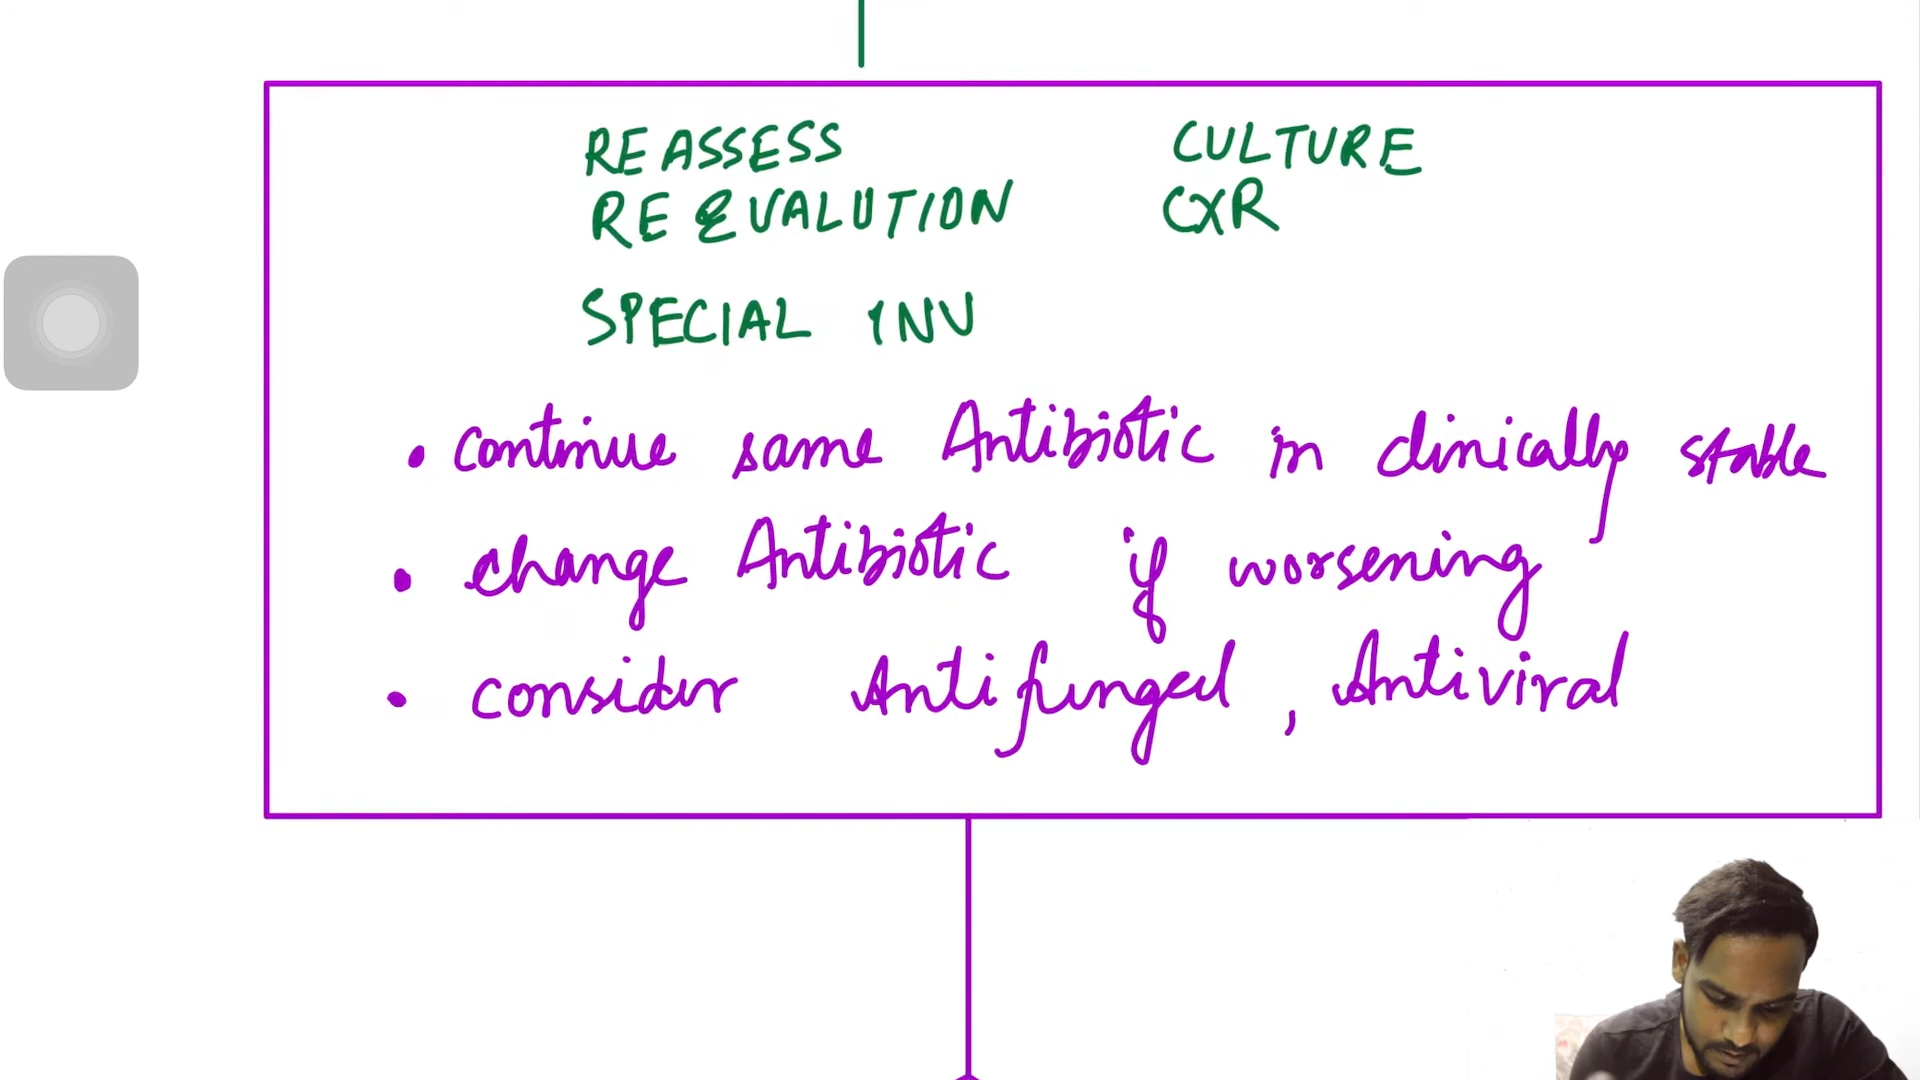 REASSESS CULTURE
RE EVALUTION CXR
SPECIAL INV
• continue same Antibiotic in clinically stable
• change Antibiotic if worsening
• consider Antifungal, Antiviral